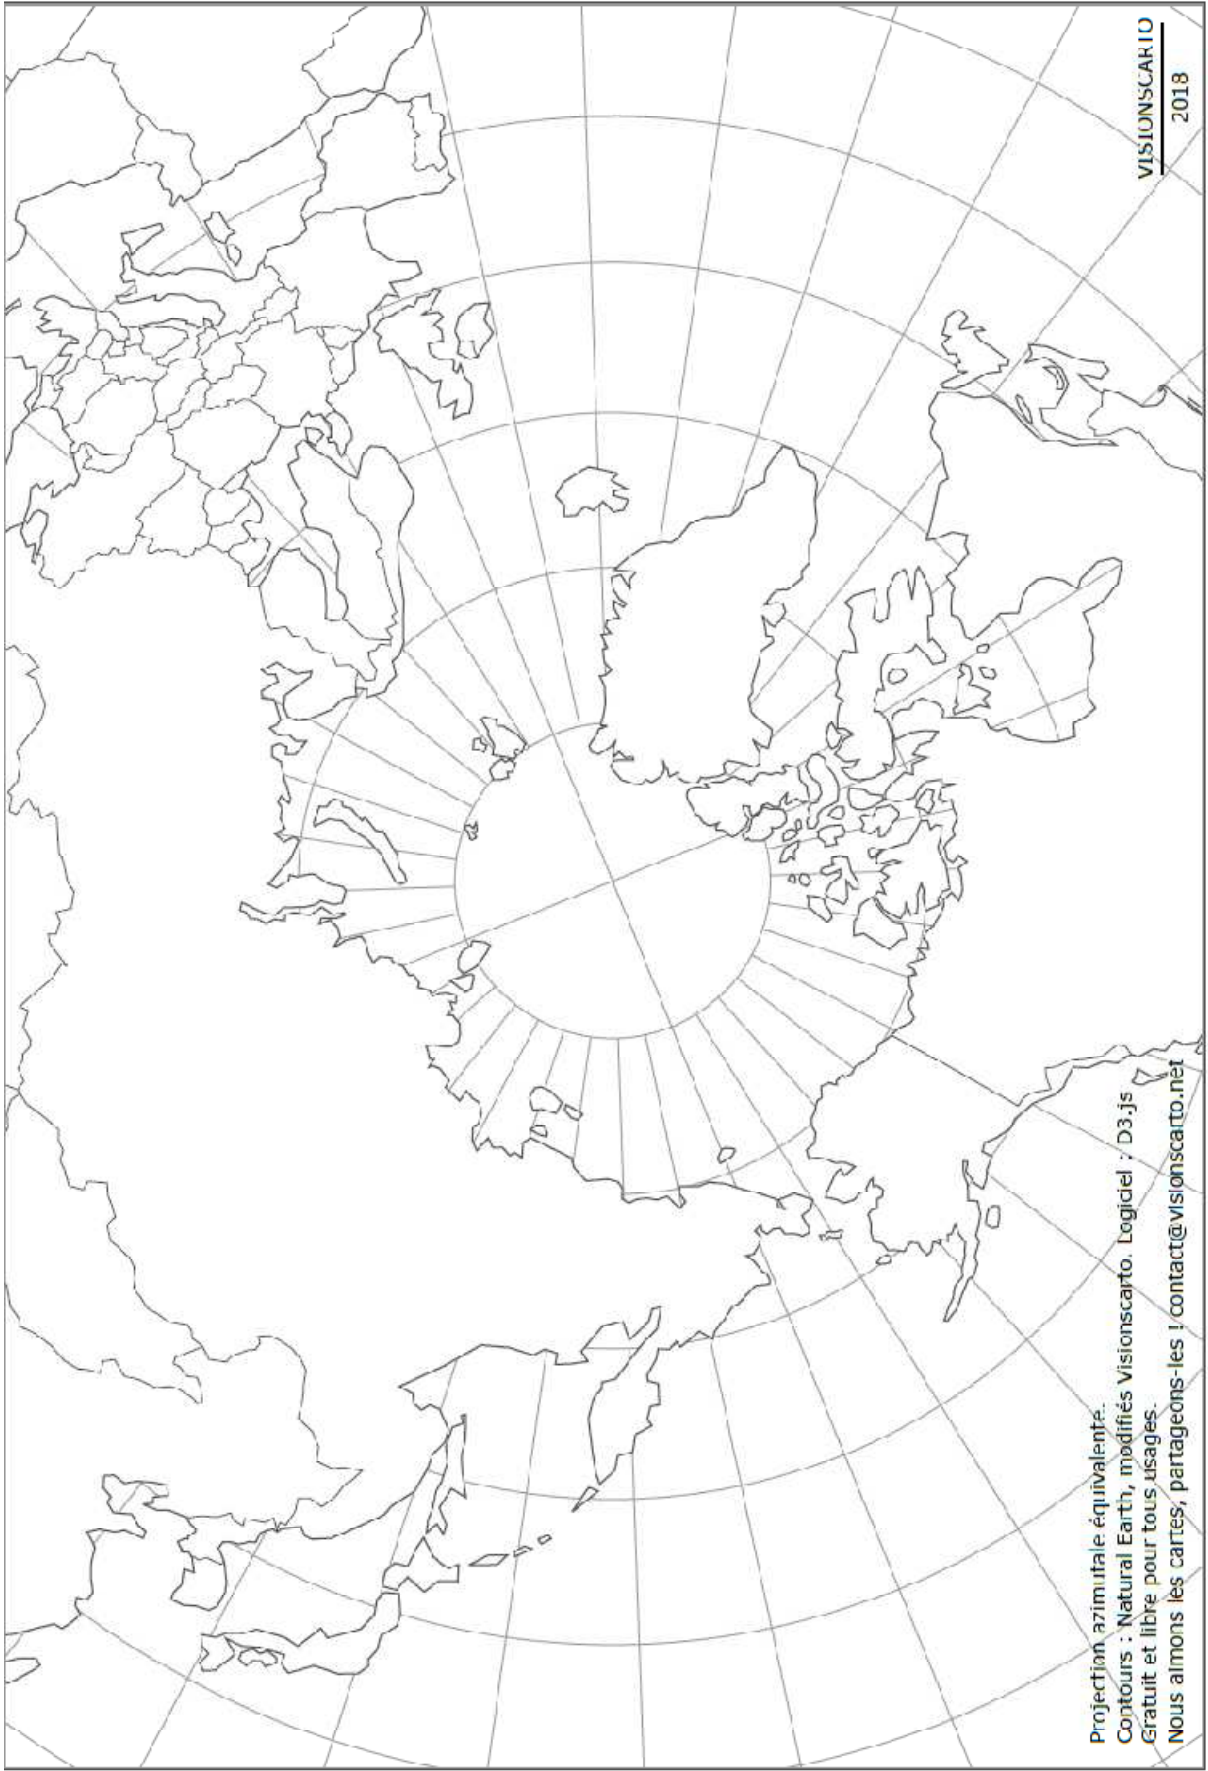 VISIONSCARTO
2018
Projection azimutale équivalente.
Contours : Natural Earth, modifiés Visionscarto. Logiciel : D3.js
Gratuit et libre pour tous usages.
Nous aimons les cartes, partageons-les ! contact@visionscarto.net